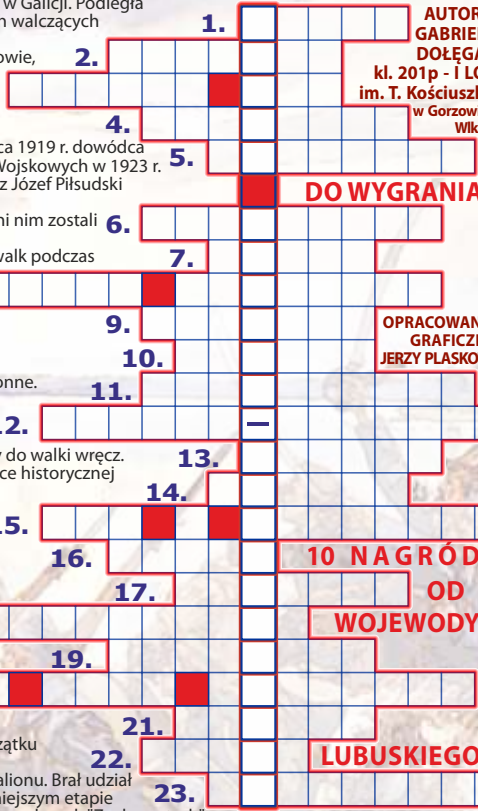 w Galicji. Podległa
walczących
1.
AUTOR
GABRIEL
DOŁĘGA
kl. 201p - I LO
im. T. Kościuszk
w Gorzowi
Wlk
owie,
2.
4.
ca 1919 r. dowódca
Wojskowych w 1923 r.
5.
z Józef Piłsudski
DO WYGRANIA
ni nim zostali
6.
walk podczas
7.
9.
OPRACOWAN
GRAFICZ
JERZY PLASKO
10.
onne.
11.
12.
–
do walki wręcz.
13.
ce historycznej
14.
15.
16.
10 NAGRÓD
17.
OD
WOJEWODY
19.
21.
zątku
22.
LUBUSKIEGO
alionu. Brał udział
niejszym etapie
23.